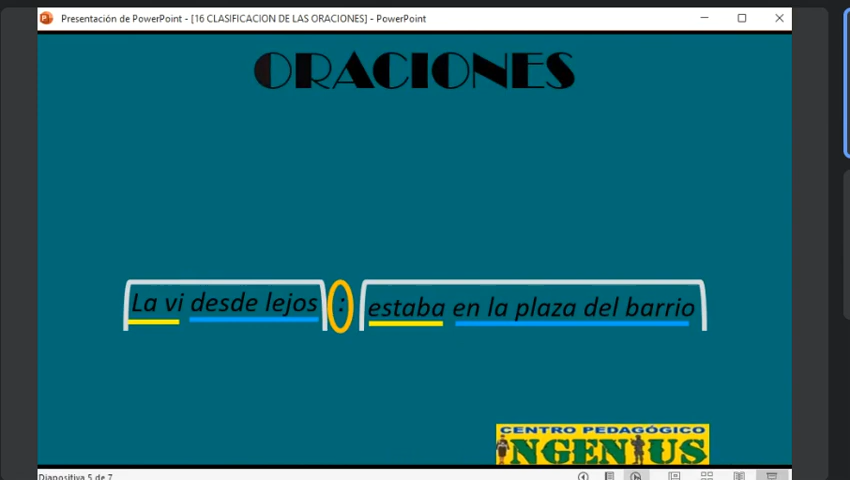 Presentación de PowerPoint - [16 CLASIFICACION DE LAS ORACIONES] - PowerPoint
ORACIONES
La vi desde lejos : estaba en la plaza del barrio
CENTRO PEDAGÓGICO
INGENIUS
Diapositiva 5 de 7